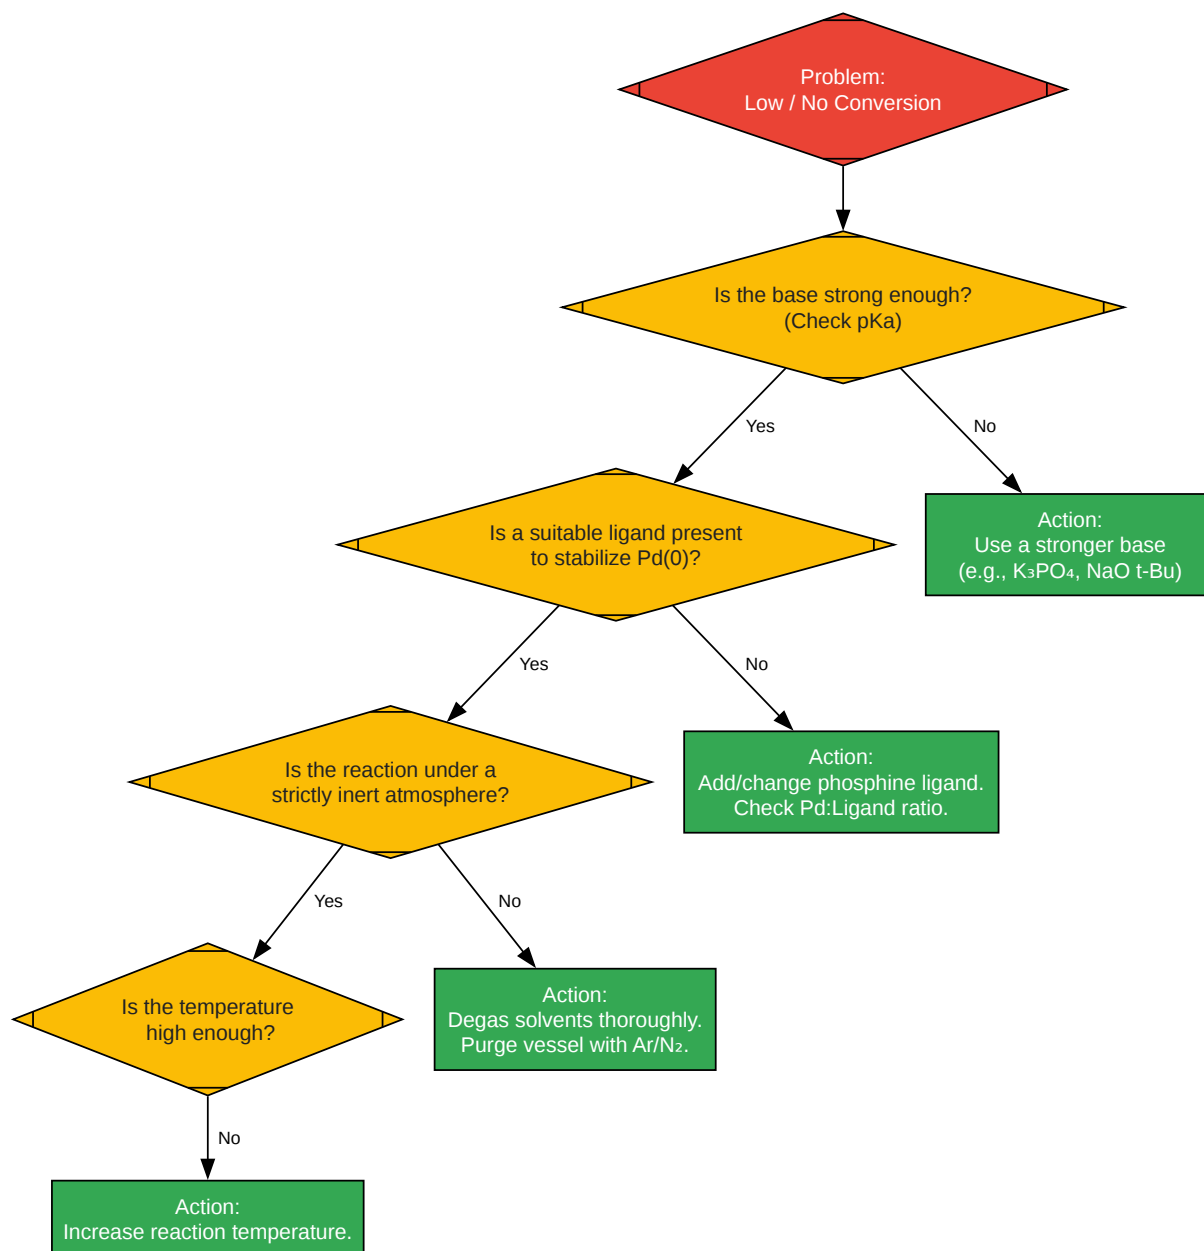 Problem:
Low / No Conversion
Is the base strong enough?
(Check pKa)
Yes
No
Is a suitable ligand present
to stabilize Pd(0)?
Action:
Use a stronger base
(e.g., K₃PO₄, NaO t-Bu)
Yes
No
Is the reaction under a
strictly inert atmosphere?
Action:
Add/change phosphine ligand.
Check Pd:Ligand ratio.
Yes
No
Is the temperature
high enough?
Action:
Degas solvents thoroughly.
Purge vessel with Ar/N₂.
No
Action:
Increase reaction temperature.